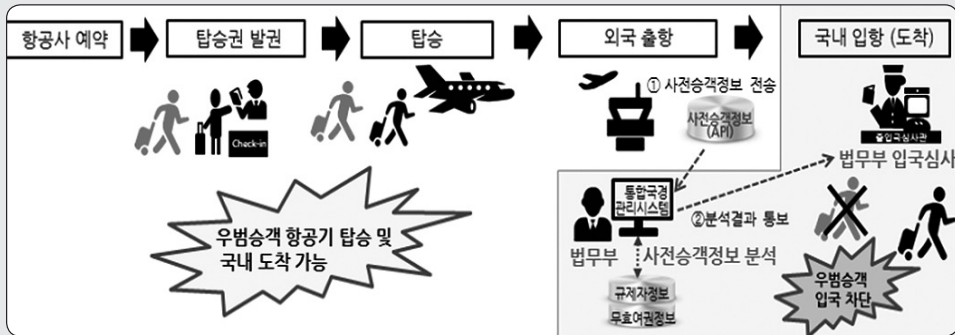 항공사 예약
탑승권 발권
탑승
외국 출항
국내 입항 (도착)
Check-in
① 사전승객정보 전송
사전승객정보
(API)
출입국심사관
법무부 입국심사
우범승객 항공기 탑승 및
국내 도착 가능
통합국경
관리시스템
②분석결과 통보
법무부
사전승객정보 분석
규제자정보
무효여권정보
우범승객
입국 차단